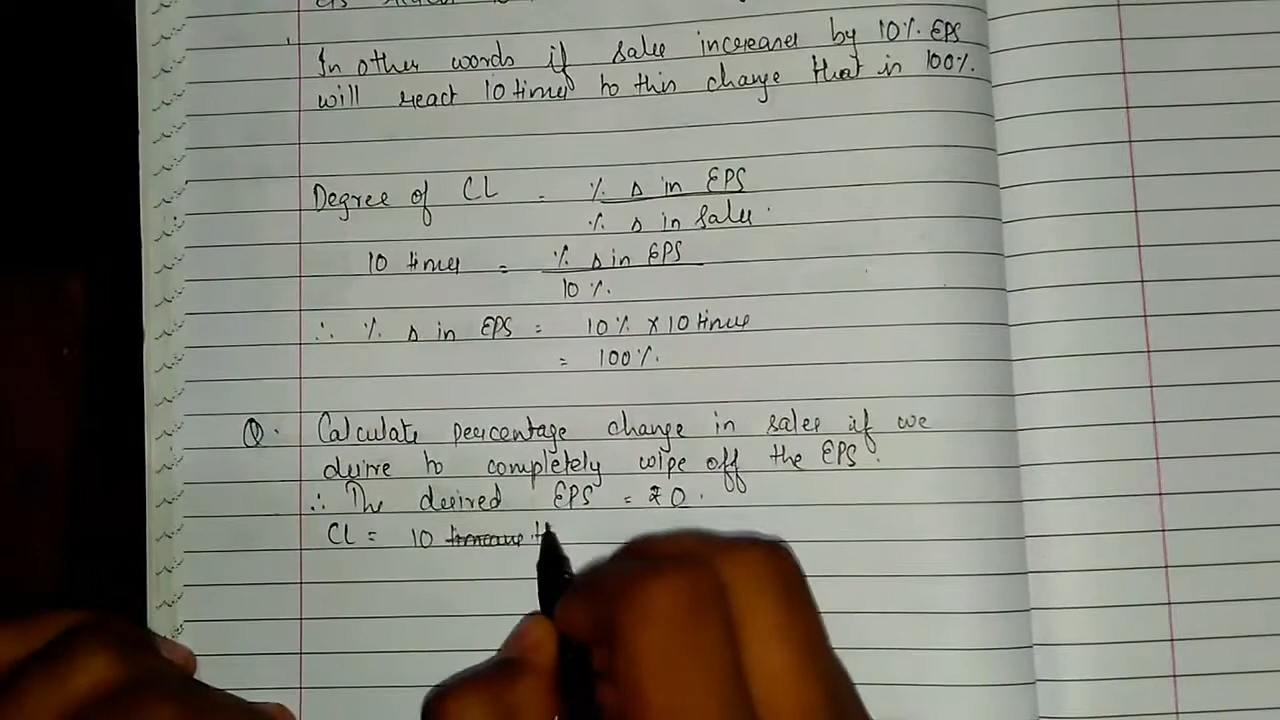 In other words if sales increases by 10% EPS
will react 10 times to this change that is 100%.
Degree of CL = % Δ in EPS
% Δ in Sales.
10 times = % Δ in EPS
10%.
∴ % Δ in EPS = 10% × 10 times
= 100%.
Q. Calculate percentage change in sales if we
desire to completely wipe off the EPS.
∴ The desired EPS = ₹0.
CL = 10